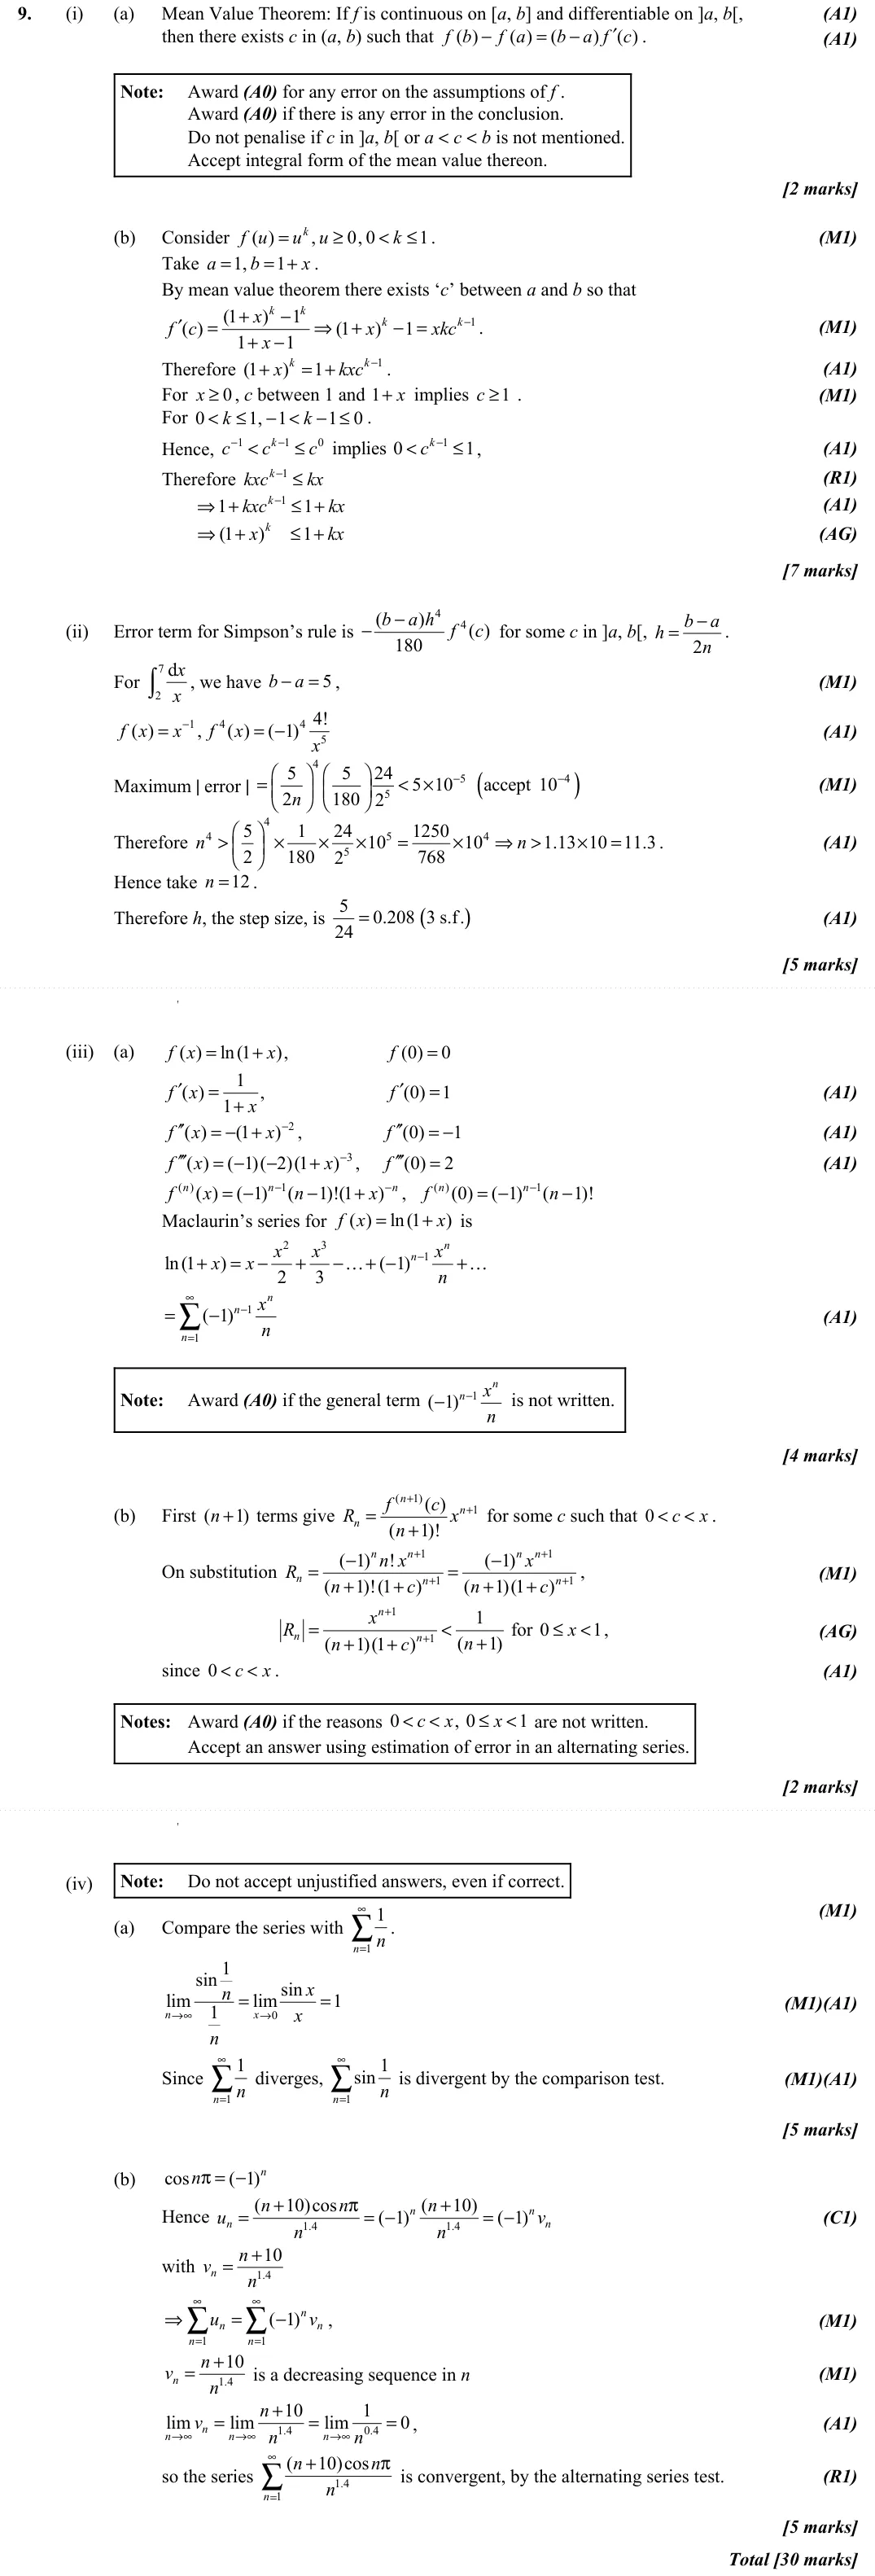 9. (i) (a) Mean Value Theorem: If f is continuous on [a, b] and differentiable on ]a, b[, (A1)
then there exists c in (a, b) such that f(b) − f(a) = (b − a) f′(c). (A1)
Note: Award (A0) for any error on the assumptions of f.
Award (A0) if there is any error in the conclusion.
Do not penalise if c in ]a, b[ or a < c < b is not mentioned.
Accept integral form of the mean value thereon.
[2 marks]
(b) Consider f(u) = u^k, u ≥ 0, 0 < k ≤ 1. (M1)
Take a = 1, b = 1 + x.
By mean value theorem there exists ‘c’ between a and b so that
f′(c) = ((1 + x)^k − 1^k)/(1 + x − 1) ⇒ (1 + x)^k − 1 = xkc^(k−1). (M1)
Therefore (1 + x)^k = 1 + kxc^(k−1). (A1)
For x ≥ 0, c between 1 and 1 + x implies c ≥ 1. (M1)
For 0 < k ≤ 1, −1 < k − 1 ≤ 0.
Hence, c^(−1) < c^(k−1) ≤ c^0 implies 0 < c^(k−1) ≤ 1, (A1)
Therefore kxc^(k−1) ≤ kx (R1)
⇒ 1 + kxc^(k−1) ≤ 1 + kx (A1)
⇒ (1 + x)^k ≤ 1 + kx (AG)
[7 marks]
(ii) Error term for Simpson’s rule is −((b − a)h^4/180) f^4(c) for some c in ]a, b[, h = (b − a)/2n.
For ∫_2^7 dx/x, we have b − a = 5, (M1)
f(x) = x^(−1), f^4(x) = (−1)^4 4!/x^5 (A1)
Maximum | error | = (5/2n)^4 (5/180) 24/2^5 < 5 × 10^(−5) (accept 10^(−4)) (M1)
Therefore n^4 > (5/2)^4 × 1/180 × 24/2^5 × 10^5 = 1250/768 × 10^4 ⇒ n > 1.13 × 10 = 11.3. (A1)
Hence take n = 12.
Therefore h, the step size, is 5/24 = 0.208 (3 s.f.) (A1)
[5 marks]
(iii) (a) f(x) = ln(1 + x), f(0) = 0
f′(x) = 1/(1 + x), f′(0) = 1 (A1)
f″(x) = −(1 + x)^(−2), f″(0) = −1 (A1)
f‴(x) = (−1)(−2)(1 + x)^(−3), f‴(0) = 2 (A1)
f^(n)(x) = (−1)^(n−1)(n − 1)!(1 + x)^(−n), f^(n)(0) = (−1)^(n−1)(n − 1)!
Maclaurin’s series for f(x) = ln(1 + x) is
ln(1 + x) = x − x^2/2 + x^3/3 − … + (−1)^(n−1) x^n/n + …
= ∑_{n=1}^∞ (−1)^(n−1) x^n/n (A1)
Note: Award (A0) if the general term (−1)^(n−1) x^n/n is not written.
[4 marks]
(b) First (n + 1) terms give R_n = (f^(n+1)(c)/(n + 1)!) x^(n+1) for some c such that 0 < c < x.
On substitution R_n = (−1)^n n! x^(n+1)/((n + 1)!(1 + c)^(n+1)) = (−1)^n x^(n+1)/((n + 1)(1 + c)^(n+1)), (M1)
|R_n| = x^(n+1)/((n + 1)(1 + c)^(n+1)) < 1/(n + 1) for 0 ≤ x < 1, (AG)
since 0 < c < x. (A1)
Notes: Award (A0) if the reasons 0 < c < x, 0 ≤ x < 1 are not written.
Accept an answer using estimation of error in an alternating series.
[2 marks]
(iv) Note: Do not accept unjustified answers, even if correct.
(M1)
(a) Compare the series with ∑_{n=1}^∞ 1/n.
lim_{n→∞} (sin(1/n))/(1/n) = lim_{x→0} sin x/x = 1 (M1)(A1)
Since ∑_{n=1}^∞ 1/n diverges, ∑_{n=1}^∞ sin 1/n is divergent by the comparison test. (M1)(A1)
[5 marks]
(b) cos nπ = (−1)^n
Hence u_n = (n + 10)cos nπ/n^1.4 = (−1)^n (n + 10)/n^1.4 = (−1)^n v_n (C1)
with v_n = (n + 10)/n^1.4
⇒ ∑_{n=1}^∞ u_n = ∑_{n=1}^∞ (−1)^n v_n, (M1)
v_n = (n + 10)/n^1.4 is a decreasing sequence in n (M1)
lim_{n→∞} v_n = lim_{n→∞} (n + 10)/n^1.4 = lim_{n→∞} 1/n^0.4 = 0, (A1)
so the series ∑_{n=1}^∞ (n + 10)cos nπ/n^1.4 is convergent, by the alternating series test. (R1)
[5 marks]
Total [30 marks]